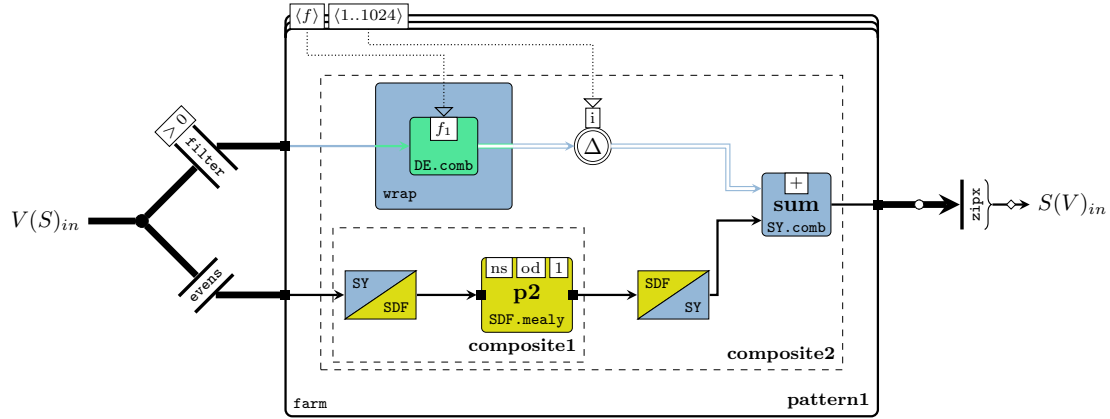 ⟨f⟩ ⟨1..1024⟩
i
Δ
f₁
DE.comb
wrap
> 0
filter
V(S)ᵢₙ
evens
+
sum
SY.comb
zipx
S(V)ᵢₙ
SY
SDF
ns od 1
p2
SDF.mealy
SDF
SY
composite1
composite2
farm
pattern1